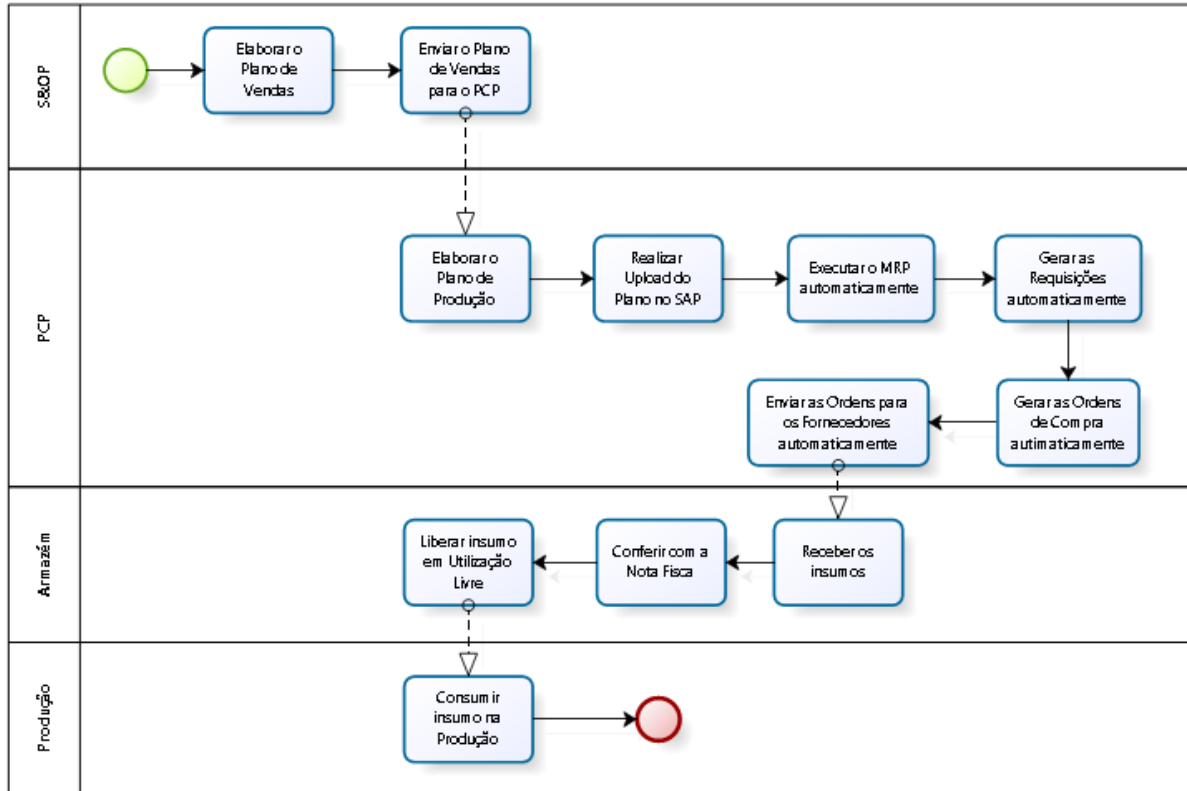 S&OP
Elaborar o
Plano de
Vendas
Enviar o Plano
de Vendas
para o PCP
PCP
Elaborar o
Plano de
Produção
Realizar
Upload do
Plano no SAP
Executar o MRP
automaticamente
Gerar as
Requisições
automaticamente
Enviar as Ordens para
os Fornecedores
automaticamente
Gerar as Ordens
de Compra
autimaticamente
Armazém
Liberar insumo
em Utilização
Livre
Conferir com a
Nota Fisca
Receber os
insumos
Produção
Consumir
insumo na
Produção